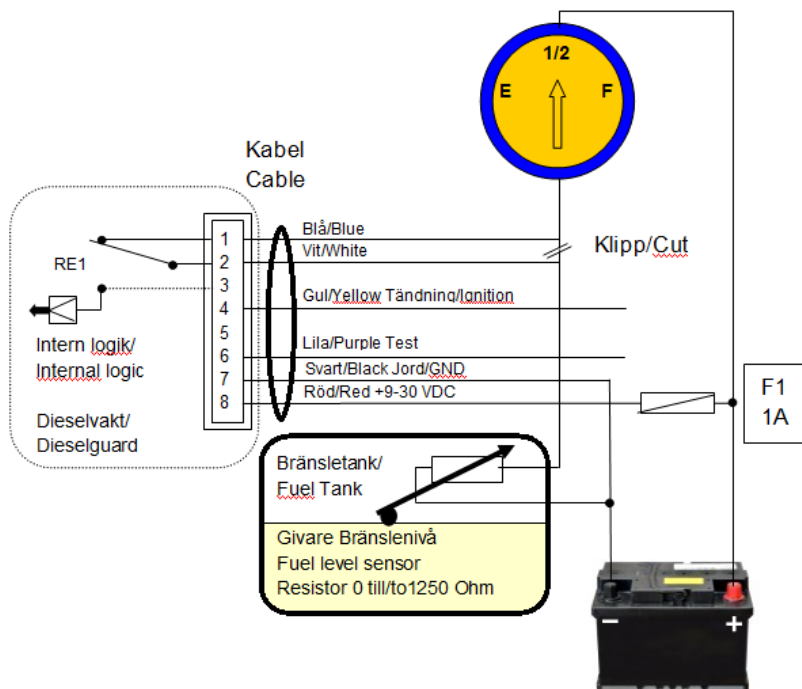 1/2
E F
Kabel
Cable
Blå/Blue
1
Vit/White
Klipp/Cut
2
RE1
3
Gul/Yellow Tändning/Ignition
4
5
Intern logik/
Internal logic
Lila/Purple Test
6
Svart/Black Jord/GND
7
Röd/Red +9-30 VDC
8
F1
1A
Dieselvakt/
Dieselguard
Bränsletank/
Fuel Tank
Givare Bränslenivå
Fuel level sensor
Resistor 0 till/to1250 Ohm
- +